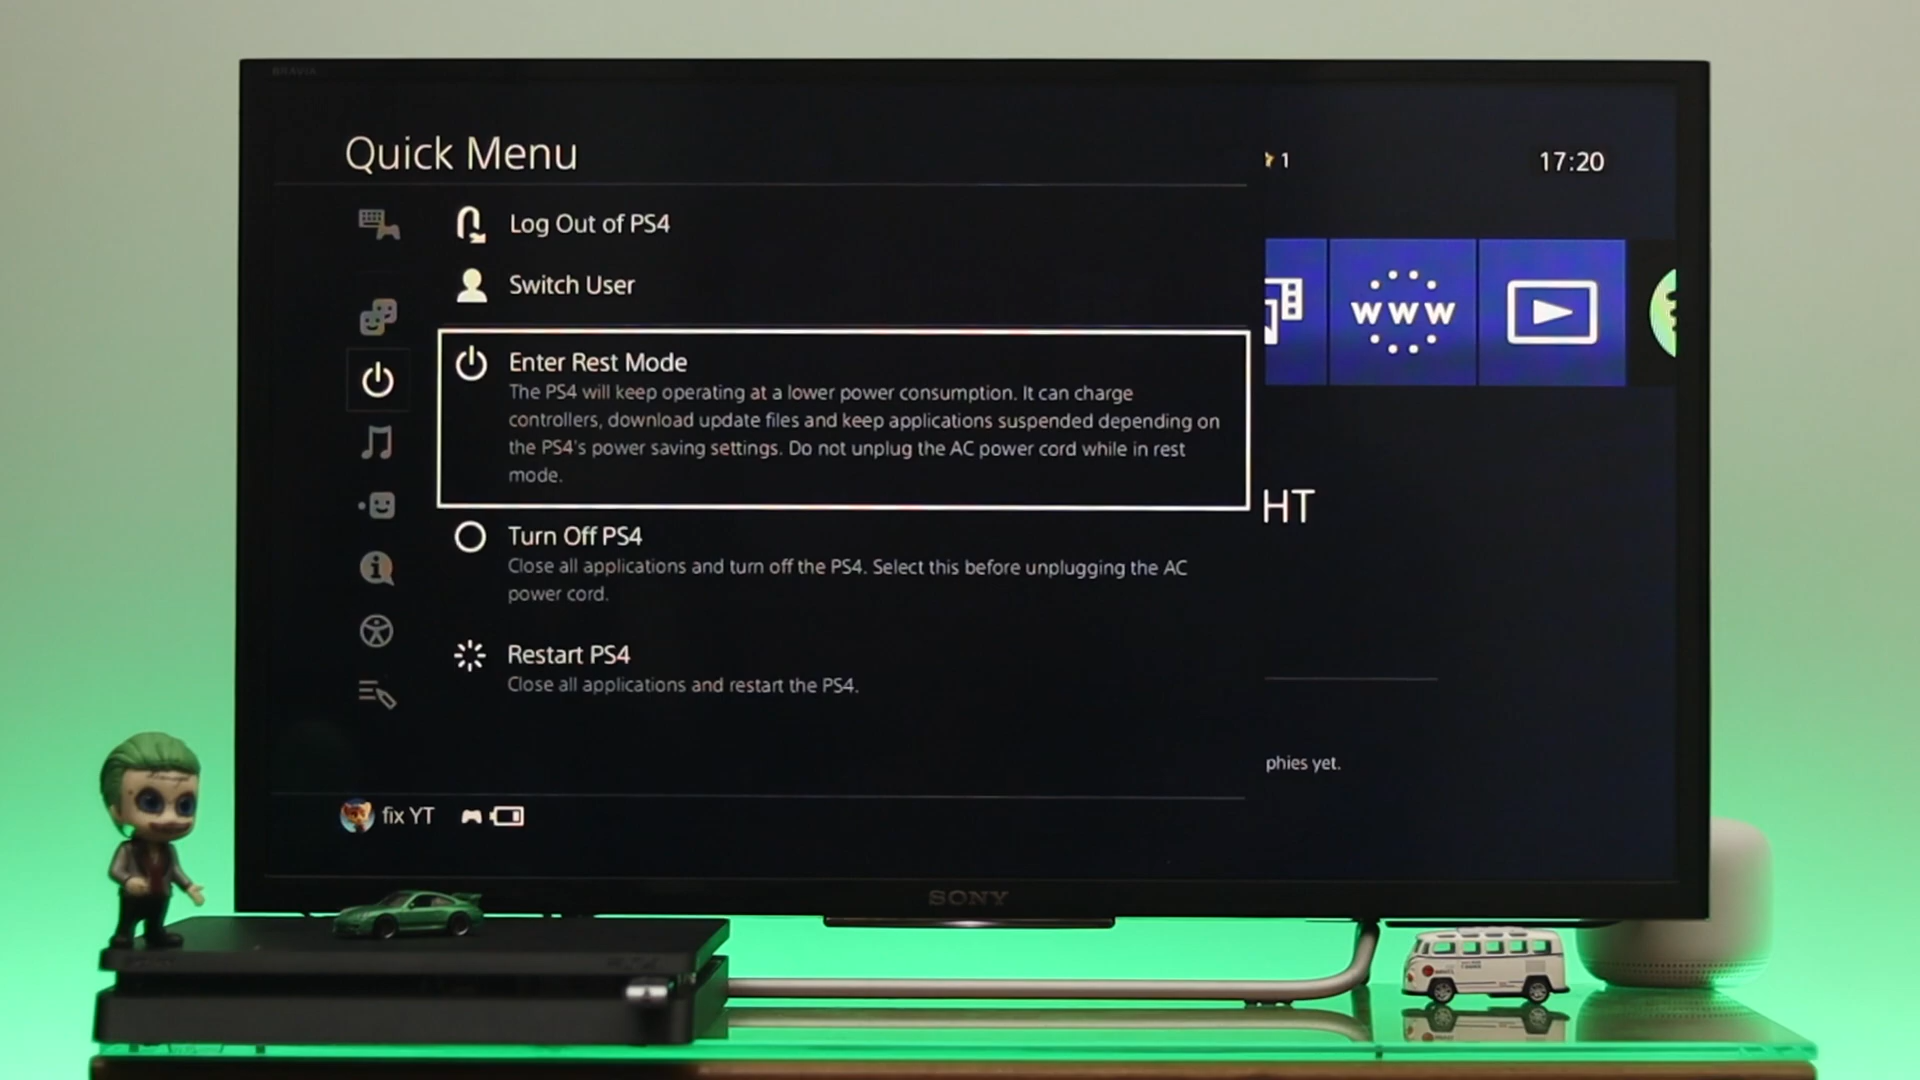 BRAVIA
Quick Menu
1
17:20
Log Out of PS4
Switch User
www
Enter Rest Mode
The PS4 will keep operating at a lower power consumption. It can charge
controllers, download update files and keep applications suspended depending on
the PS4's power saving settings. Do not unplug the AC power cord while in rest
mode.
HT
Turn Off PS4
Close all applications and turn off the PS4. Select this before unplugging the AC
power cord.
Restart PS4
Close all applications and restart the PS4.
phies yet.
fix YT
SONY